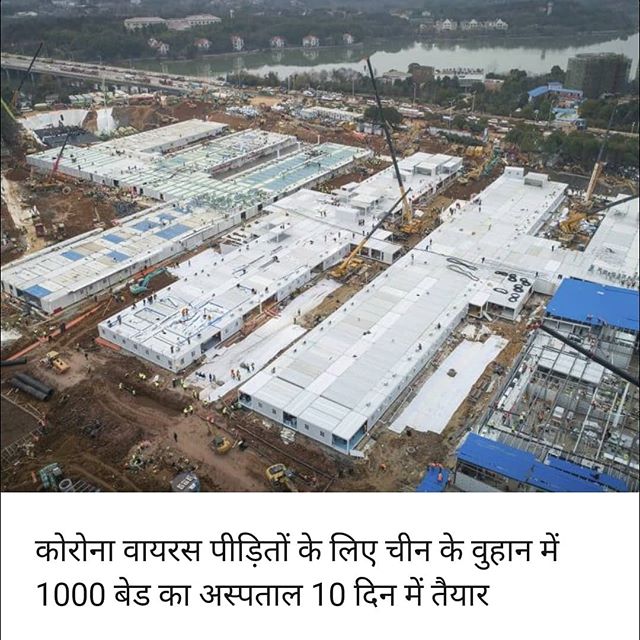 कोरोना वायरस पीड़ितों के लिए चीन के वुहान में
1000 बेड का अस्पताल 10 दिन में तैयार